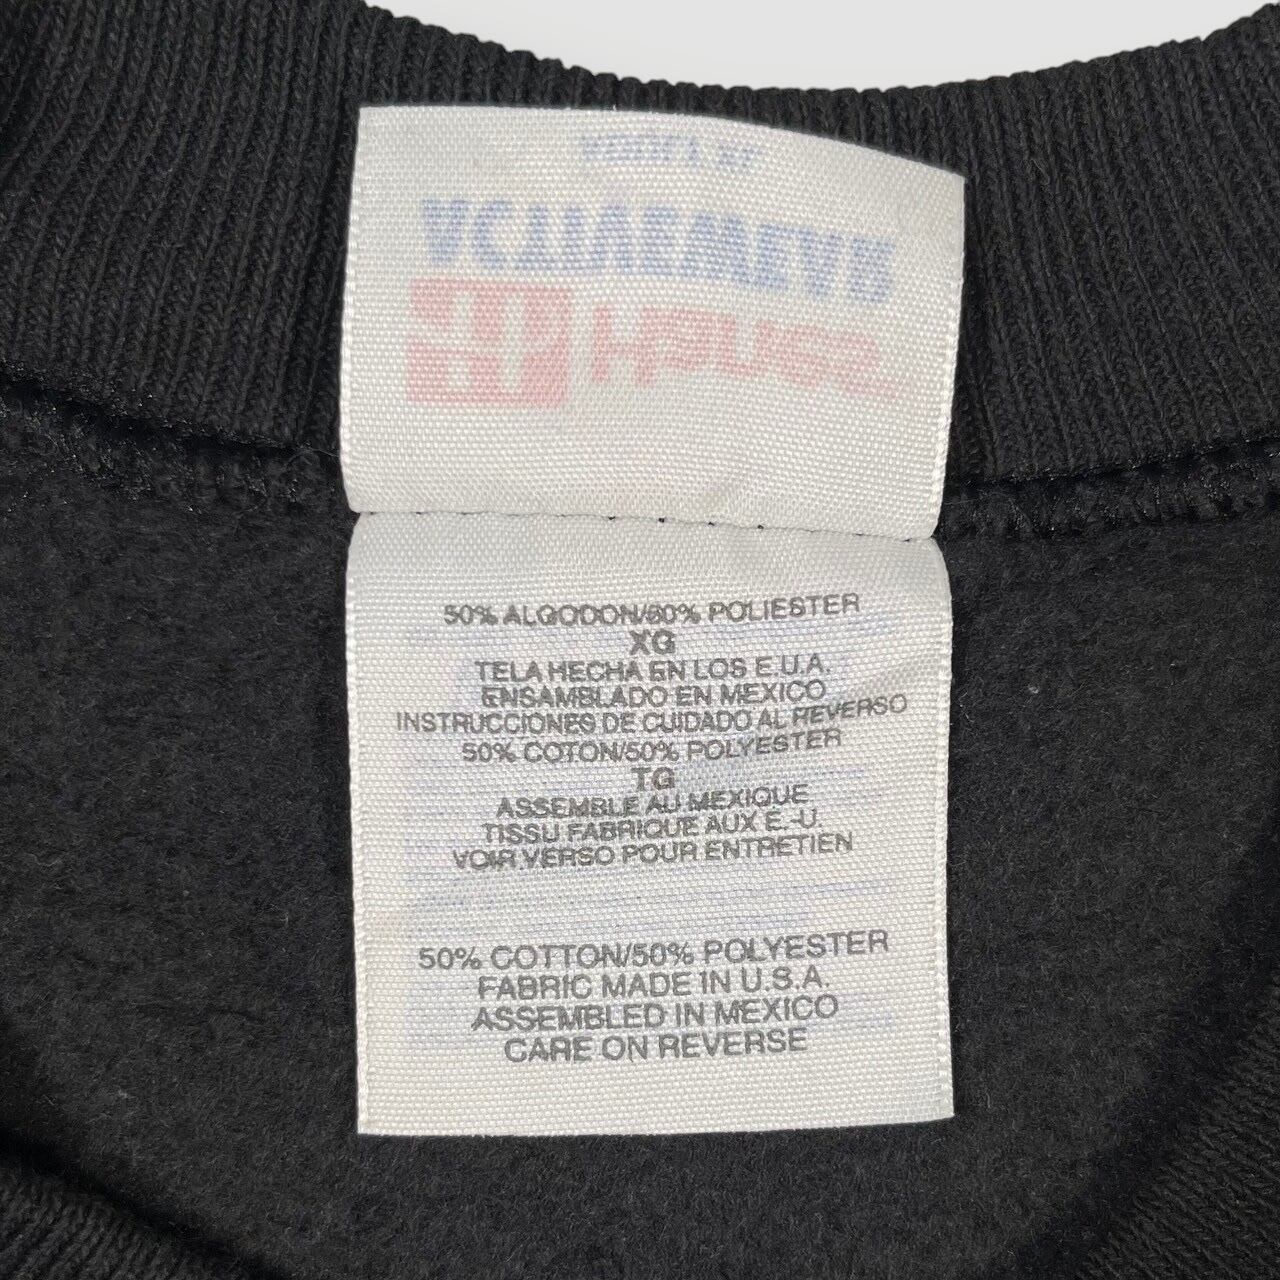 ACTIVEWEAR
50% ALGODON/50% POLIESTER
XG
TELA HECHA EN LOS E.U.A.
ENSAMBLADO EN MEXICO
INSTRUCCIONES DE CUIDADO AL REVERSO
50% COTON/50% POLYESTER
TG
ASSEMBLE AU MEXIQUE
TISSU FABRIQUE AUX E.-U.
VOIR VERSO POUR ENTRETIEN
50% COTTON/50% POLYESTER
FABRIC MADE IN U.S.A.
ASSEMBLED IN MEXICO
CARE ON REVERSE